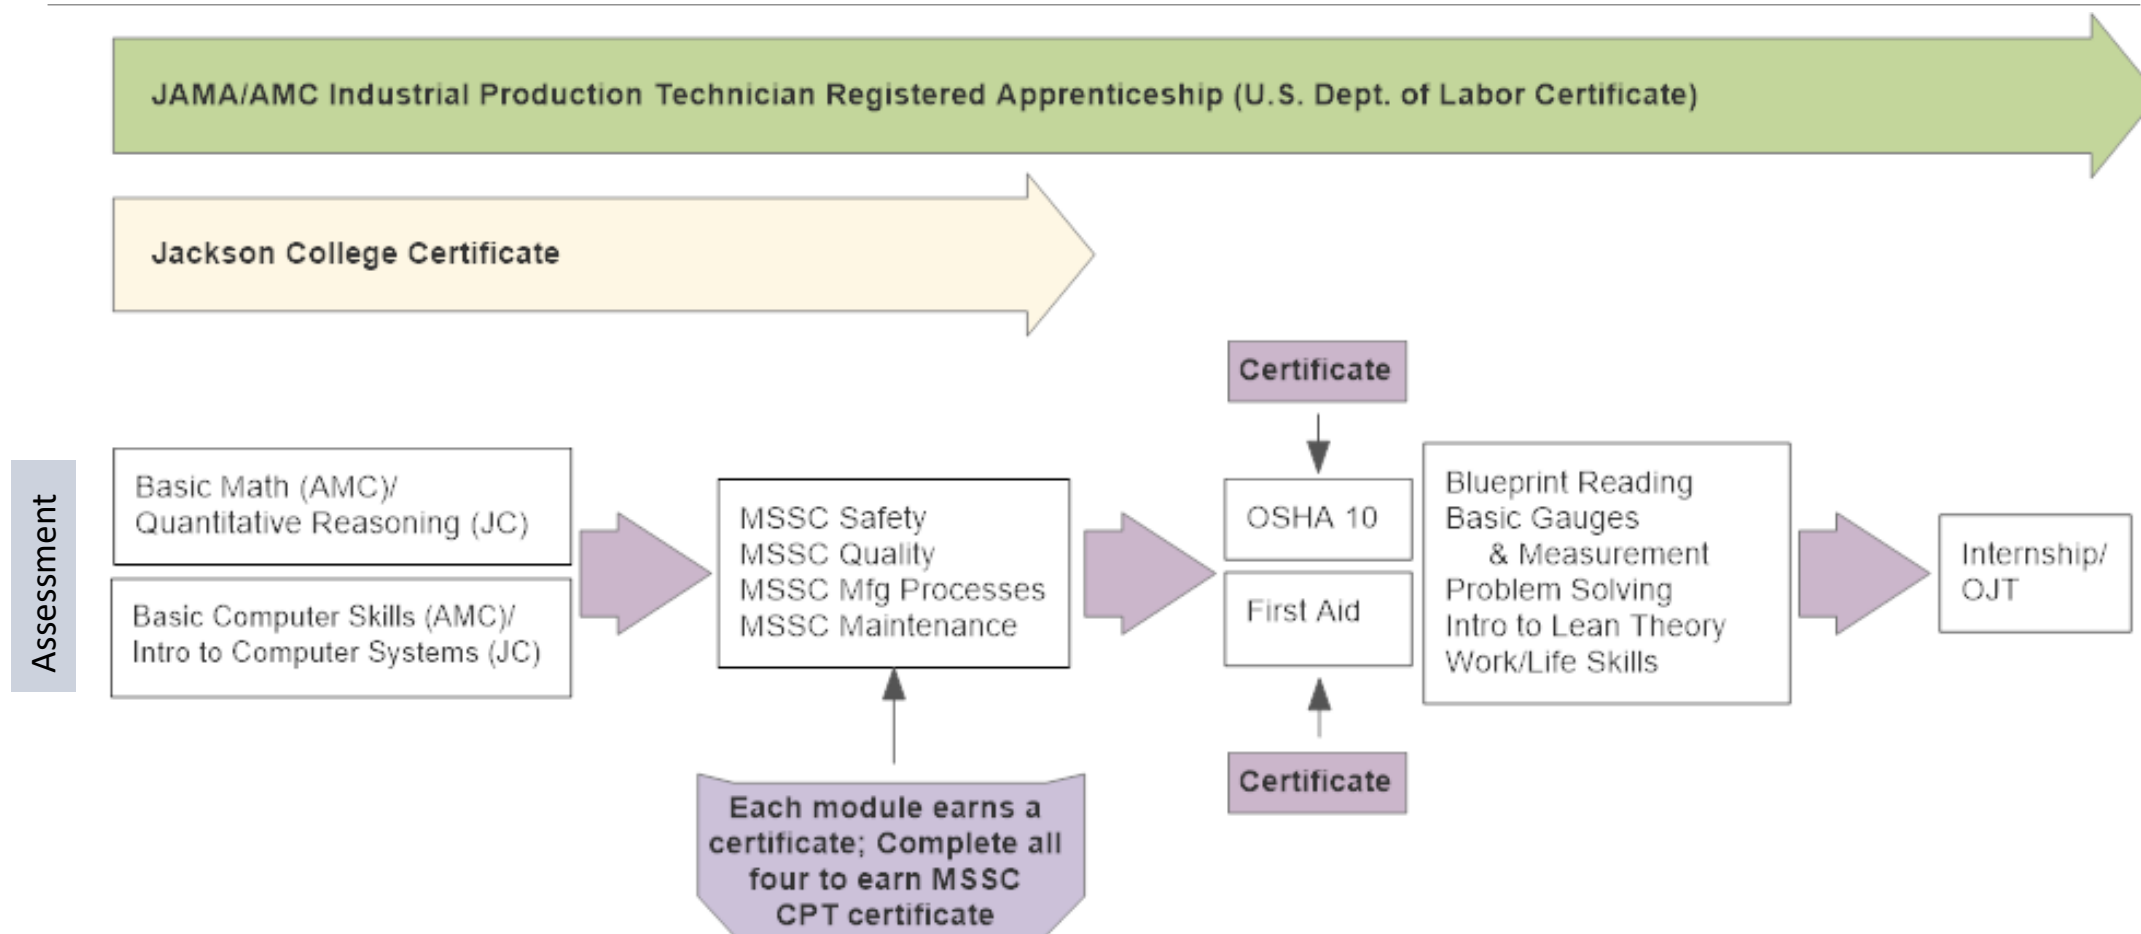 JAMA/AMC Industrial Production Technician Registered Apprenticeship (U.S. Dept. of Labor Certificate)
Jackson College Certificate
Assessment
Basic Math (AMC)/
Quantitative Reasoning (JC)
Basic Computer Skills (AMC)/
Intro to Computer Systems (JC)
MSSC Safety
MSSC Quality
MSSC Mfg Processes
MSSC Maintenance
Each module earns a
certificate; Complete all
four to earn MSSC
CPT certificate
Certificate
OSHA 10
First Aid
Certificate
Blueprint Reading
Basic Gauges
& Measurement
Problem Solving
Intro to Lean Theory
Work/Life Skills
Internship/
OJT